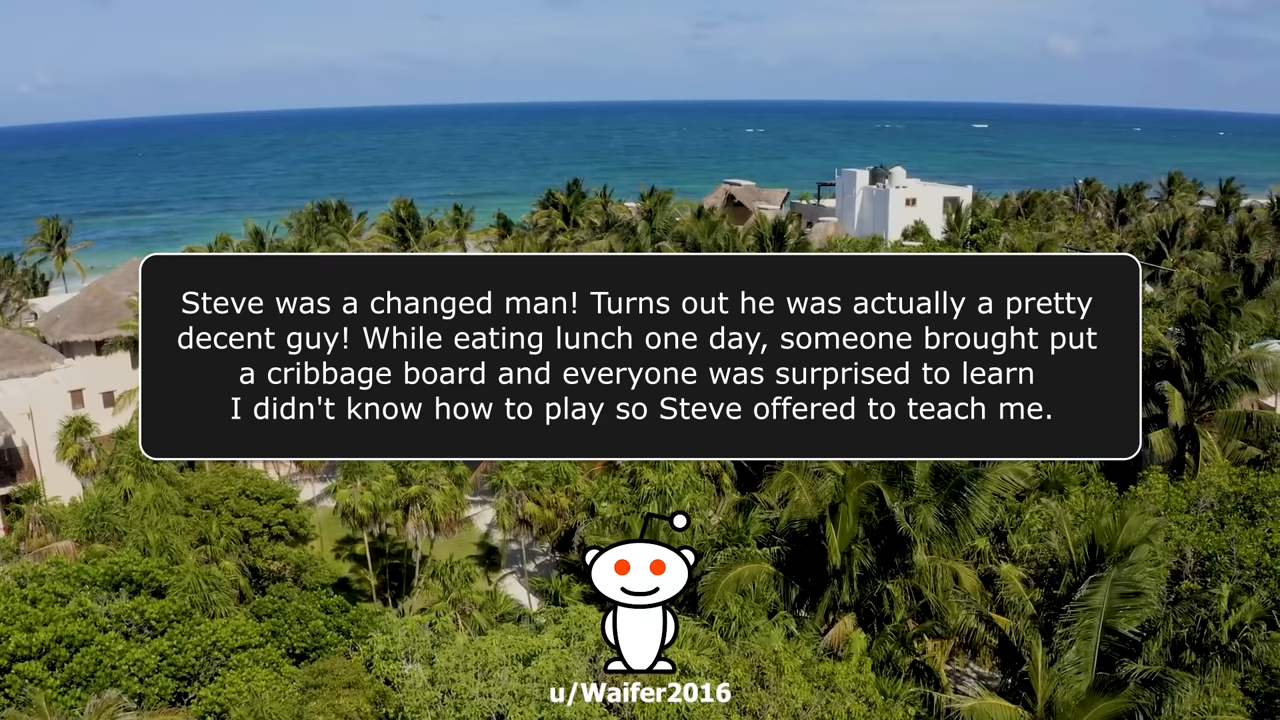 Steve was a changed man! Turns out he was actually a pretty
decent guy! While eating lunch one day, someone brought put
a cribbage board and everyone was surprised to learn
I didn't know how to play so Steve offered to teach me.
u/Waifer2016